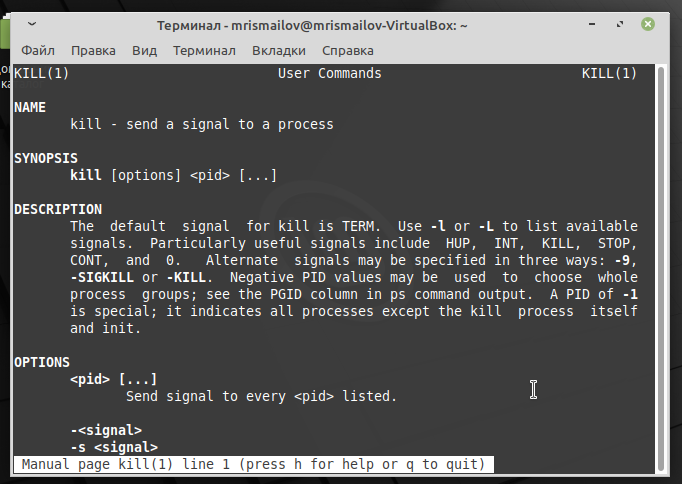 Терминал - mrismailov@mrismailov-VirtualBox: ~
Файл Правка Вид Терминал Вкладки Справка
KILL(1) User Commands KILL(1)
NAME
kill - send a signal to a process
SYNOPSIS
kill [options] <pid> [...]
DESCRIPTION
The default signal for kill is TERM. Use -l or -L to list available
signals. Particularly useful signals include HUP, INT, KILL, STOP,
CONT, and 0. Alternate signals may be specified in three ways: -9,
-SIGKILL or -KILL. Negative PID values may be used to choose whole
process groups; see the PGID column in ps command output. A PID of -1
is special; it indicates all processes except the kill process itself
and init.
OPTIONS
<pid> [...]
Send signal to every <pid> listed.
-<signal>
-s <signal>
Manual page kill(1) line 1 (press h for help or q to quit)